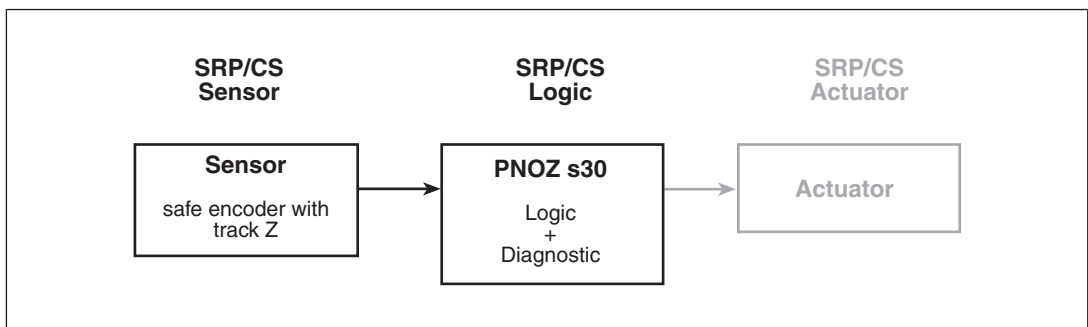 SRP/CS
Sensor
SRP/CS
Logic
SRP/CS
Actuator
Sensor
safe encoder with
track Z
PNOZ s30
Logic
+
Diagnostic
Actuator